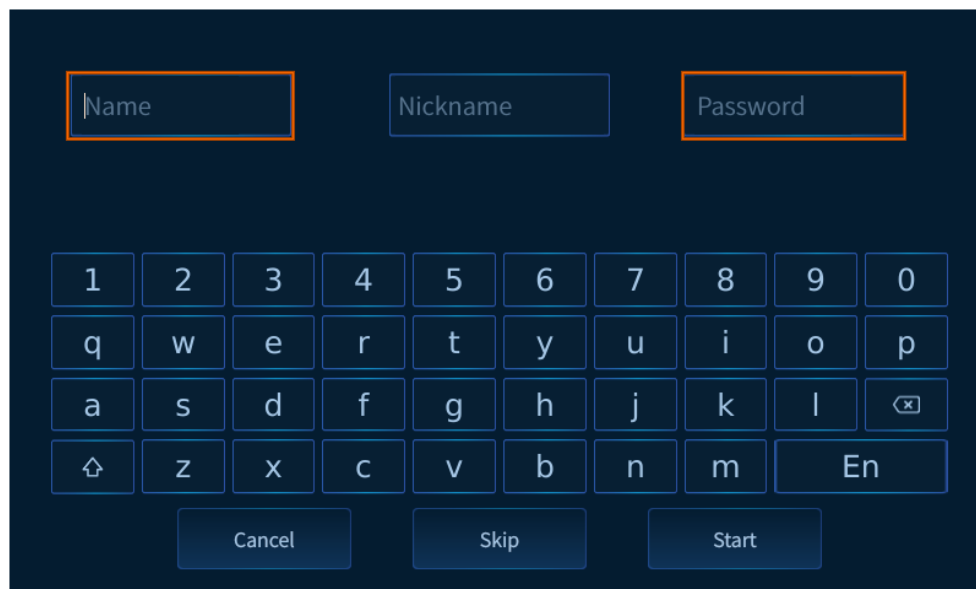 Name Nickname Password
1 2 3 4 5 6 7 8 9 0
q w e r t y u i o p
a s d f g h j k l
z x c v b n m En
Cancel Skip Start